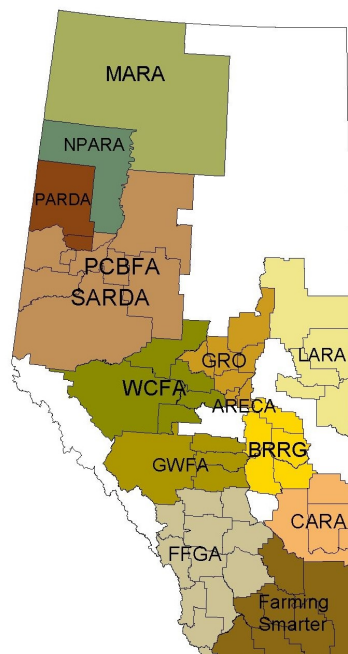 MARA
NPARA
PARDA
PCBFA
SARDA
GRO
LARA
WCFA
ARECA
BRRG
GWFA
CARA
FFGA
Farming
Smarter